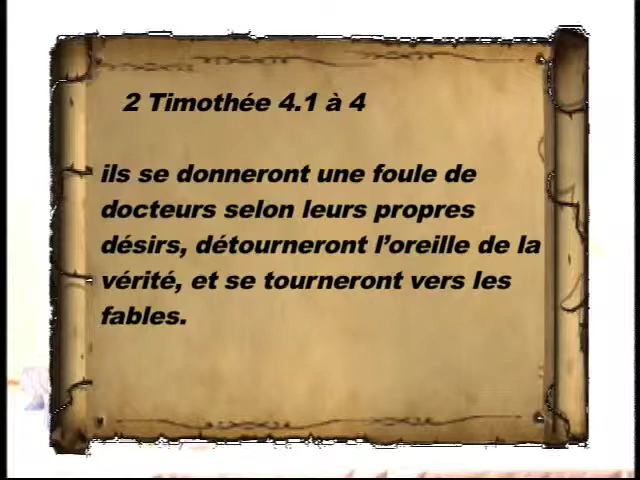 2 Timothée 4.1 à 4
ils se donneront une foule de
docteurs selon leurs propres
désirs, détourneront l'oreille de la
vérité, et se tourneront vers les
fables.